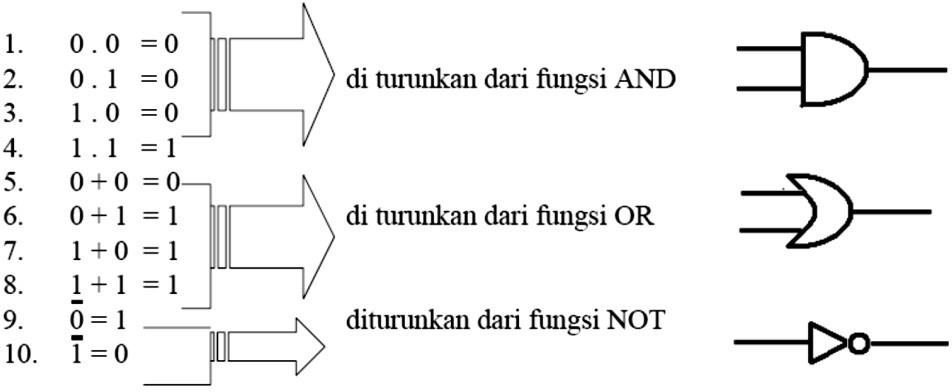 1. 0 . 0 = 0
2. 0 . 1 = 0
di turunkan dari fungsi AND
3. 1 . 0 = 0
4. 1 . 1 = 1
5. 0 + 0 = 0
6. 0 + 1 = 1
di turunkan dari fungsi OR
7. 1 + 0 = 1
8. 1 + 1 = 1
9. 0̅ = 1
diturunkan dari fungsi NOT
10. 1̅ = 0